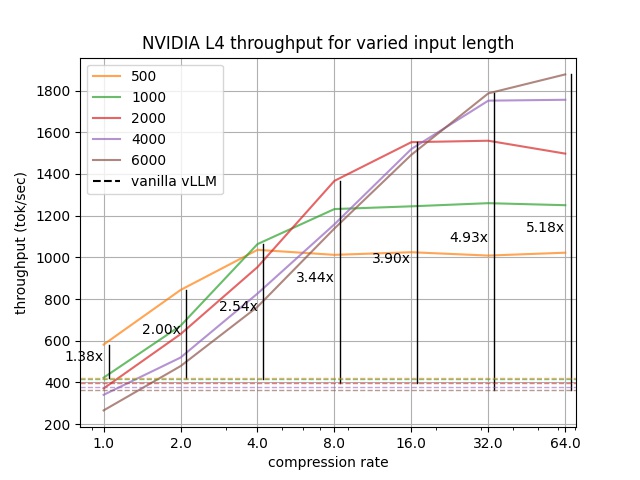 NVIDIA L4 throughput for varied input length
500
1000
2000
4000
6000
vanilla vLLM
throughput (tok/sec)
1800
1600
1400
1200
1000
800
600
400
200
1.38x
2.00x
2.54x
3.44x
3.90x
4.93x
5.18x
1.0
2.0
4.0
8.0
16.0
32.0
64.0
compression rate